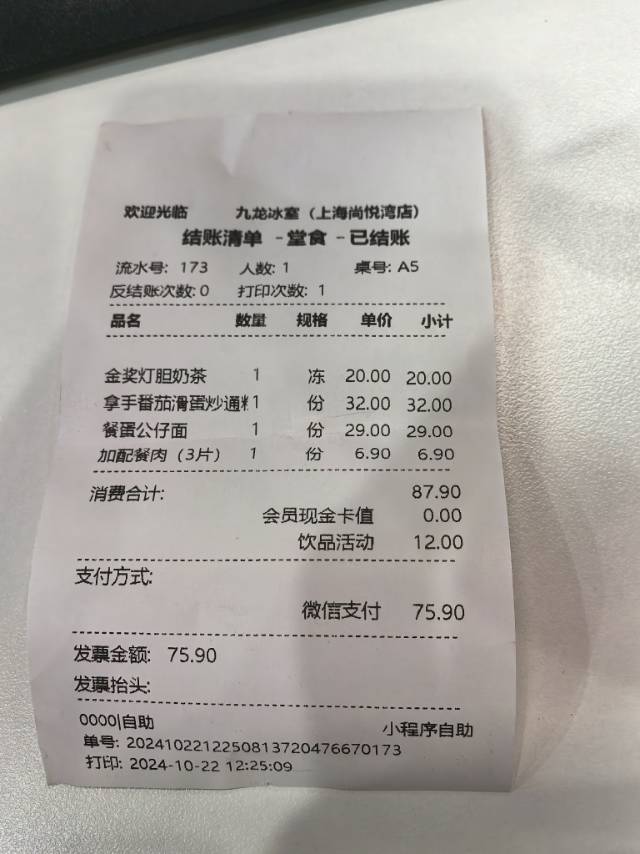 欢迎光临 九龙冰室（上海尚悦湾店）
结账清单 - 堂食 - 已结账
流水号: 173 人数: 1 桌号: A5
反结账次数: 0 打印次数: 1
品名 数量 规格 单价 小计
金奖灯胆奶茶 1 冻 20.00 20.00
拿手番茄滑蛋炒通粉 1 份 32.00 32.00
餐蛋公仔面 1 份 29.00 29.00
加配餐肉（3片） 1 份 6.90 6.90
消费合计: 87.90
会员现金卡值 0.00
饮品活动 12.00
支付方式:
微信支付 75.90
发票金额: 75.90
发票抬头:
0000|自助 小程序自助
单号: 2024102212250813720476670173
打印: 2024-10-22 12:25:09